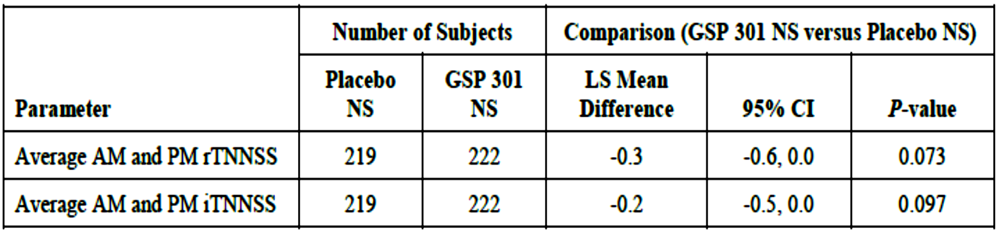 Number of Subjects Comparison (GSP 301 NS versus Placebo NS)
Parameter Placebo NS GSP 301 NS LS Mean Difference 95% CI P-value
Average AM and PM rTNNSS 219 222 -0.3 -0.6, 0.0 0.073
Average AM and PM iTNNSS 219 222 -0.2 -0.5, 0.0 0.097